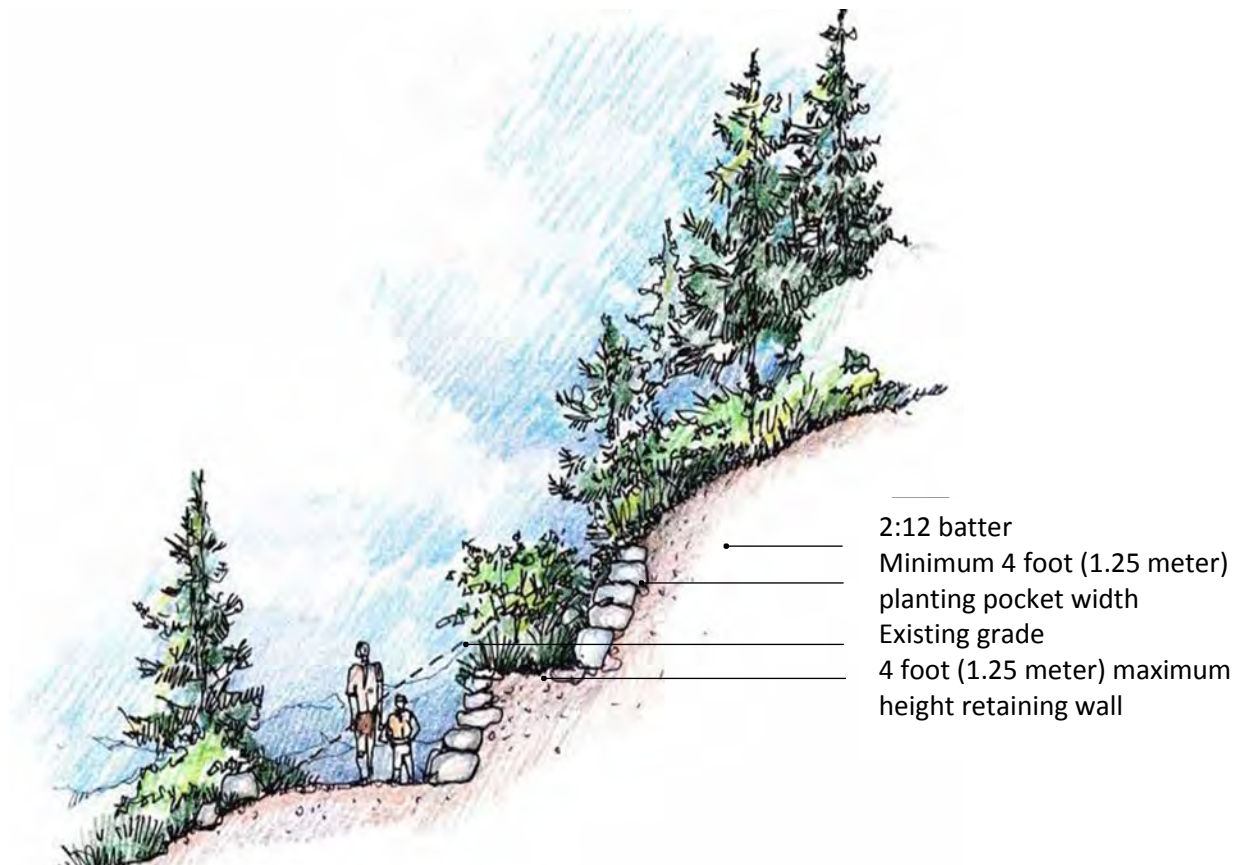 2:12 batter
Minimum 4 foot (1.25 meter)
planting pocket width
Existing grade
4 foot (1.25 meter) maximum
height retaining wall